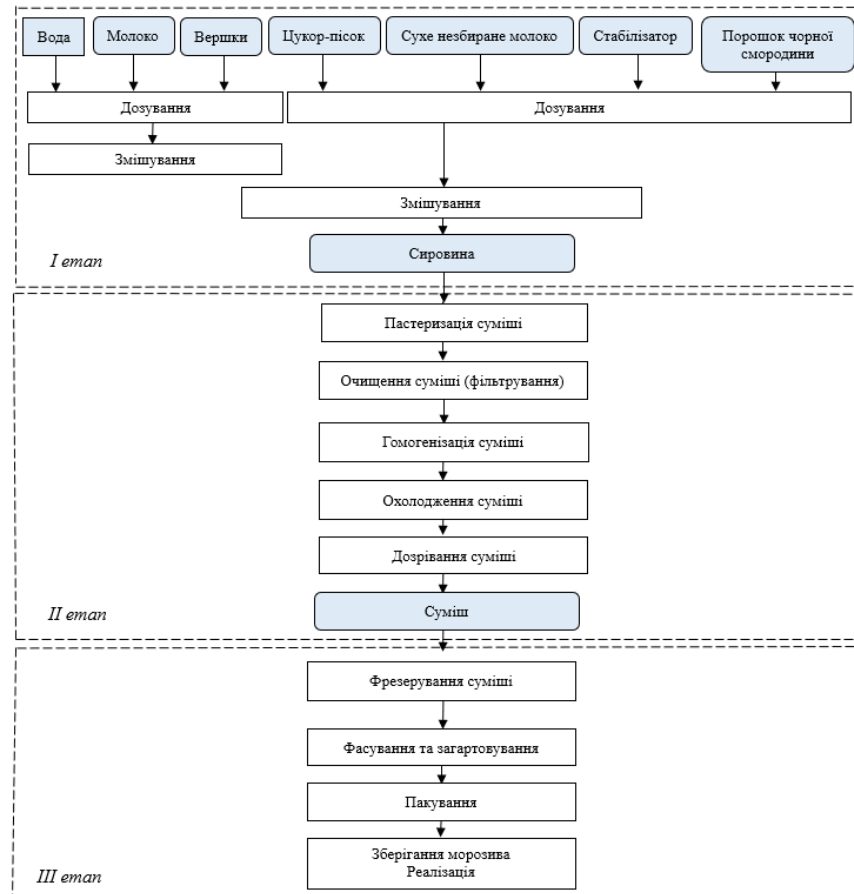 Вода
Молоко
Вершки
Цукор-пісок
Сухе незбиране молоко
Стабілізатор
Порошок чорної
смородини
Дозування
Дозування
Змішування
Змішування
Сировина
I етап
Пастеризація суміші
Очищення суміші (фільтрування)
Гомогенізація суміші
Охолодження суміші
Дозрівання суміші
Суміш
II етап
Фрезерування суміші
Фасування та загартовування
Пакування
Зберігання морозива
Реалізація
III етап